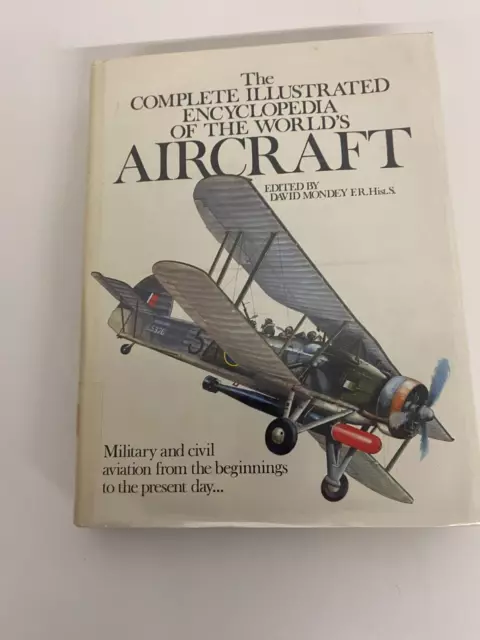 The
COMPLETE ILLUSTRATED
ENCYCLOPEDIA
OF THE WORLD'S
AIRCRAFT
EDITED BY
DAVID MONDEY F.R.Hist.S.
Military and civil
aviation from the beginnings
to the present day...